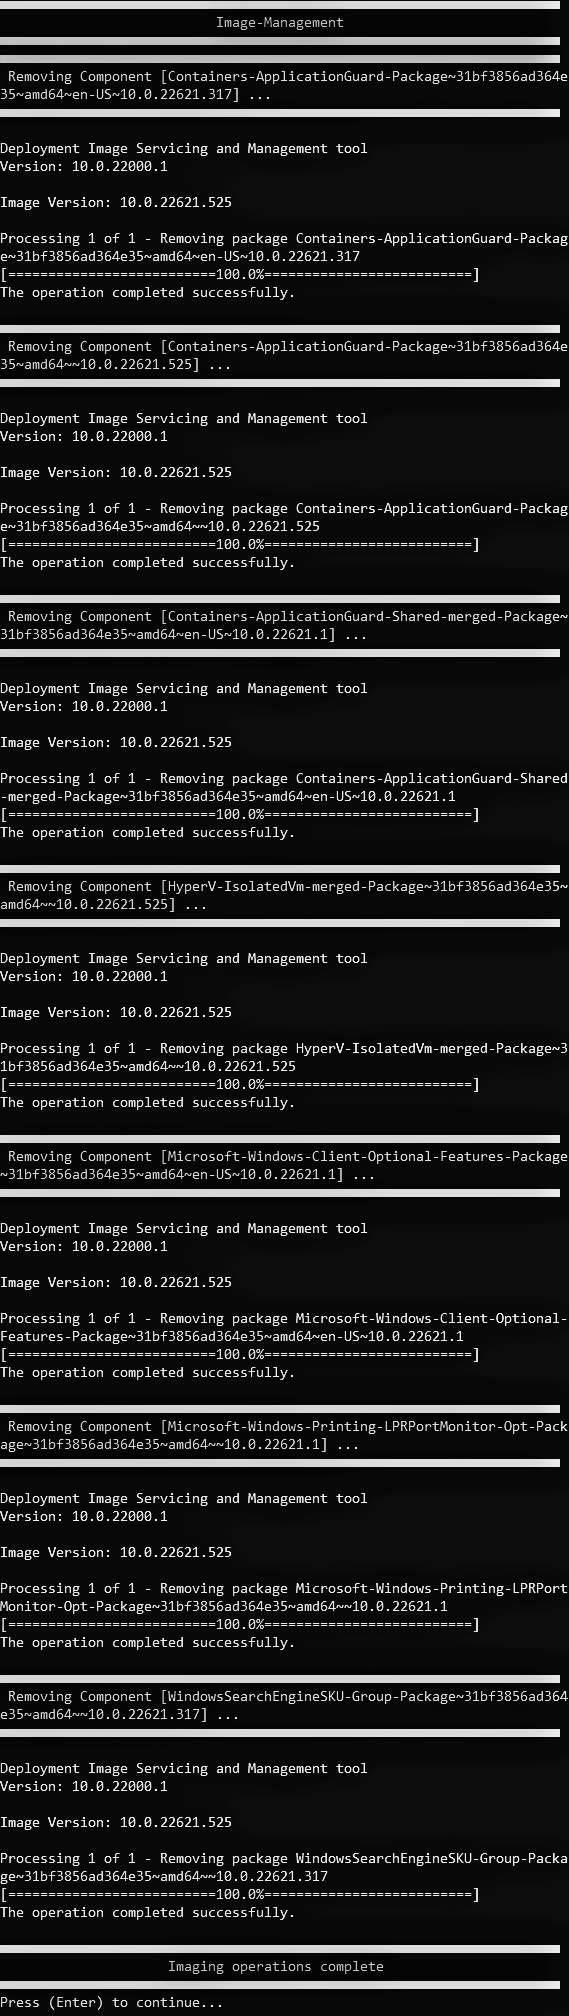 Image-Management
Removing Component [Containers-ApplicationGuard-Package~31bf3856ad364e
35~amd64~en-US~10.0.22621.317] ...
Deployment Image Servicing and Management tool
Version: 10.0.22000.1
Image Version: 10.0.22621.525
Processing 1 of 1 - Removing package Containers-ApplicationGuard-Packag
e~31bf3856ad364e35~amd64~en-US~10.0.22621.317
[==========================100.0%==========================]
The operation completed successfully.
Removing Component [Containers-ApplicationGuard-Package~31bf3856ad364e
35~amd64~~10.0.22621.525] ...
Deployment Image Servicing and Management tool
Version: 10.0.22000.1
Image Version: 10.0.22621.525
Processing 1 of 1 - Removing package Containers-ApplicationGuard-Packag
e~31bf3856ad364e35~amd64~~10.0.22621.525
[==========================100.0%==========================]
The operation completed successfully.
Removing Component [Containers-ApplicationGuard-Shared-merged-Package~
31bf3856ad364e35~amd64~en-US~10.0.22621.1] ...
Deployment Image Servicing and Management tool
Version: 10.0.22000.1
Image Version: 10.0.22621.525
Processing 1 of 1 - Removing package Containers-ApplicationGuard-Shared
-merged-Package~31bf3856ad364e35~amd64~en-US~10.0.22621.1
[==========================100.0%==========================]
The operation completed successfully.
Removing Component [HyperV-IsolatedVm-merged-Package~31bf3856ad364e35~
amd64~~10.0.22621.525] ...
Deployment Image Servicing and Management tool
Version: 10.0.22000.1
Image Version: 10.0.22621.525
Processing 1 of 1 - Removing package HyperV-IsolatedVm-merged-Package~3
1bf3856ad364e35~amd64~~10.0.22621.525
[==========================100.0%==========================]
The operation completed successfully.
Removing Component [Microsoft-Windows-Client-Optional-Features-Package
~31bf3856ad364e35~amd64~en-US~10.0.22621.1] ...
Deployment Image Servicing and Management tool
Version: 10.0.22000.1
Image Version: 10.0.22621.525
Processing 1 of 1 - Removing package Microsoft-Windows-Client-Optional-
Features-Package~31bf3856ad364e35~amd64~en-US~10.0.22621.1
[==========================100.0%==========================]
The operation completed successfully.
Removing Component [Microsoft-Windows-Printing-LPRPortMonitor-Opt-Pack
age~31bf3856ad364e35~amd64~~10.0.22621.1] ...
Deployment Image Servicing and Management tool
Version: 10.0.22000.1
Image Version: 10.0.22621.525
Processing 1 of 1 - Removing package Microsoft-Windows-Printing-LPRPort
Monitor-Opt-Package~31bf3856ad364e35~amd64~~10.0.22621.1
[==========================100.0%==========================]
The operation completed successfully.
Removing Component [WindowsSearchEngineSKU-Group-Package~31bf3856ad364
e35~amd64~~10.0.22621.317] ...
Deployment Image Servicing and Management tool
Version: 10.0.22000.1
Image Version: 10.0.22621.525
Processing 1 of 1 - Removing package WindowsSearchEngineSKU-Group-Packa
ge~31bf3856ad364e35~amd64~~10.0.22621.317
[==========================100.0%==========================]
The operation completed successfully.
Imaging operations complete
Press (Enter) to continue...